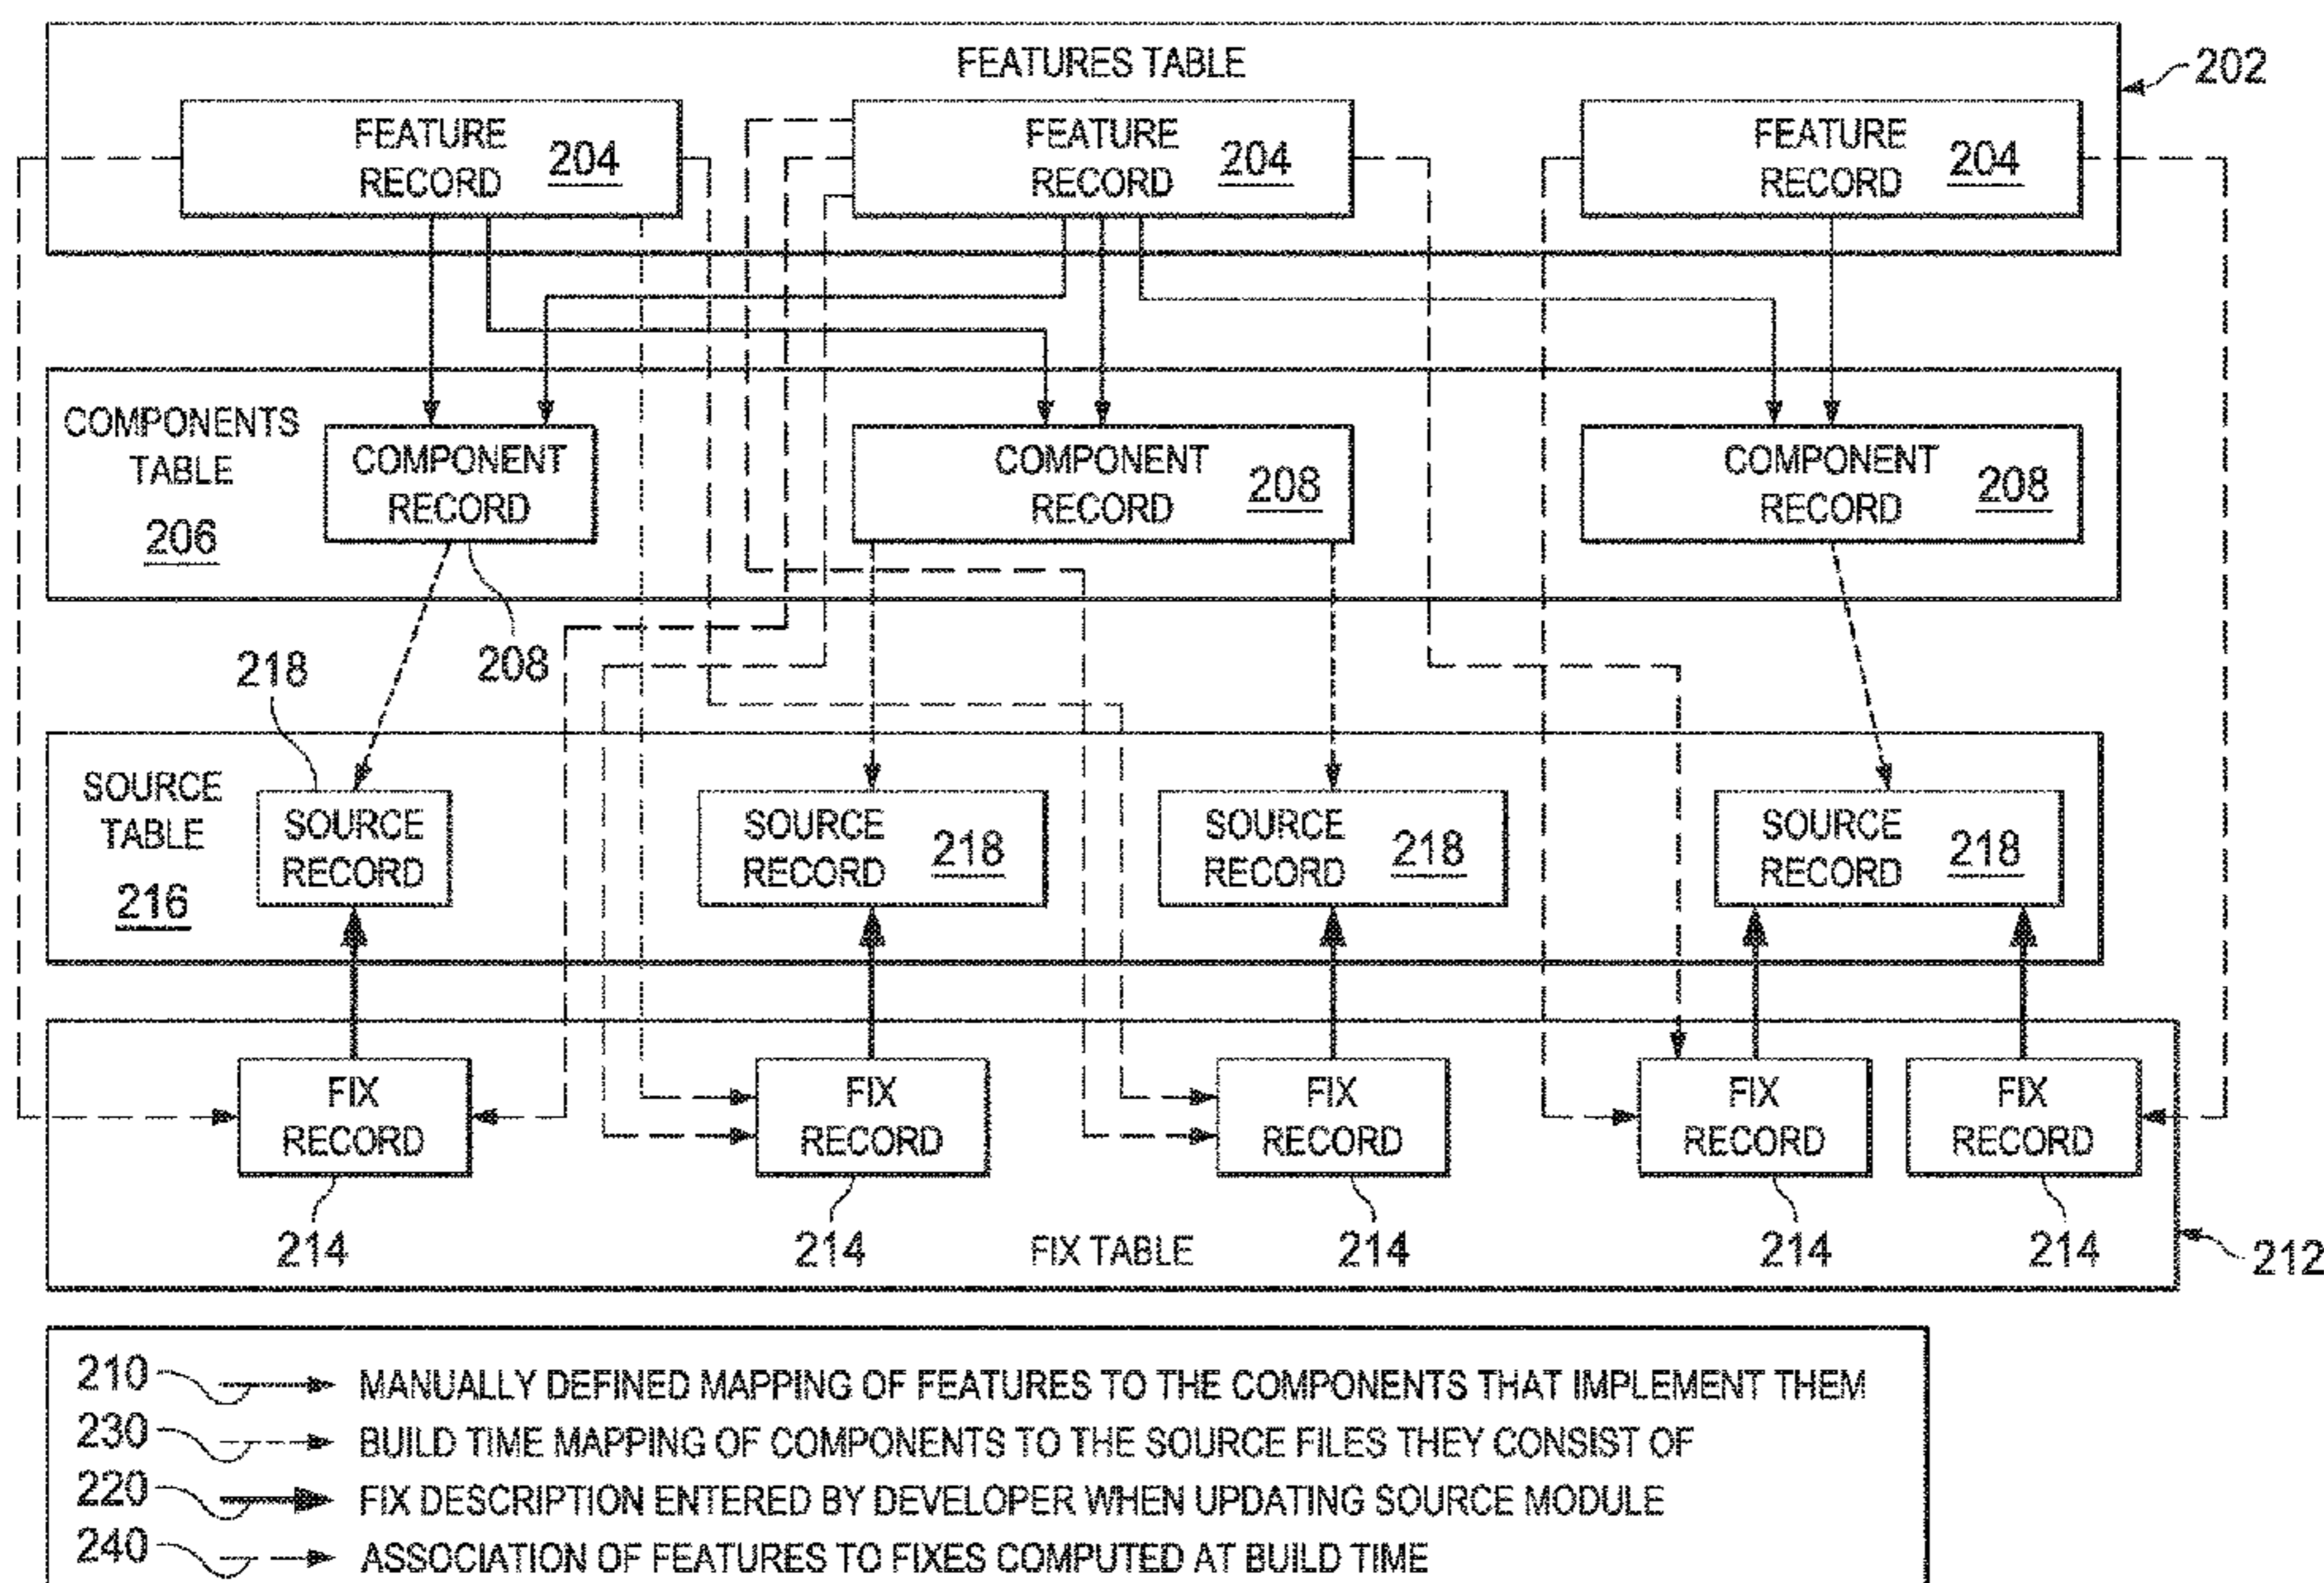 FEATURES TABLE
202
FEATURE RECORD 204
FEATURE RECORD 204
FEATURE RECORD 204
COMPONENTS TABLE 206
COMPONENT RECORD
208
COMPONENT RECORD 208
COMPONENT RECORD 208
SOURCE TABLE 216
218
SOURCE RECORD
SOURCE RECORD 218
SOURCE RECORD 218
SOURCE RECORD 218
FIX RECORD
FIX RECORD
FIX RECORD
FIX RECORD
FIX RECORD
214
214
FIX TABLE
214
214
214
212
210 MANUALLY DEFINED MAPPING OF FEATURES TO THE COMPONENTS THAT IMPLEMENT THEM
230 BUILD TIME MAPPING OF COMPONENTS TO THE SOURCE FILES THEY CONSIST OF
220 FIX DESCRIPTION ENTERED BY DEVELOPER WHEN UPDATING SOURCE MODULE
240 ASSOCIATION OF FEATURES TO FIXES COMPUTED AT BUILD TIME